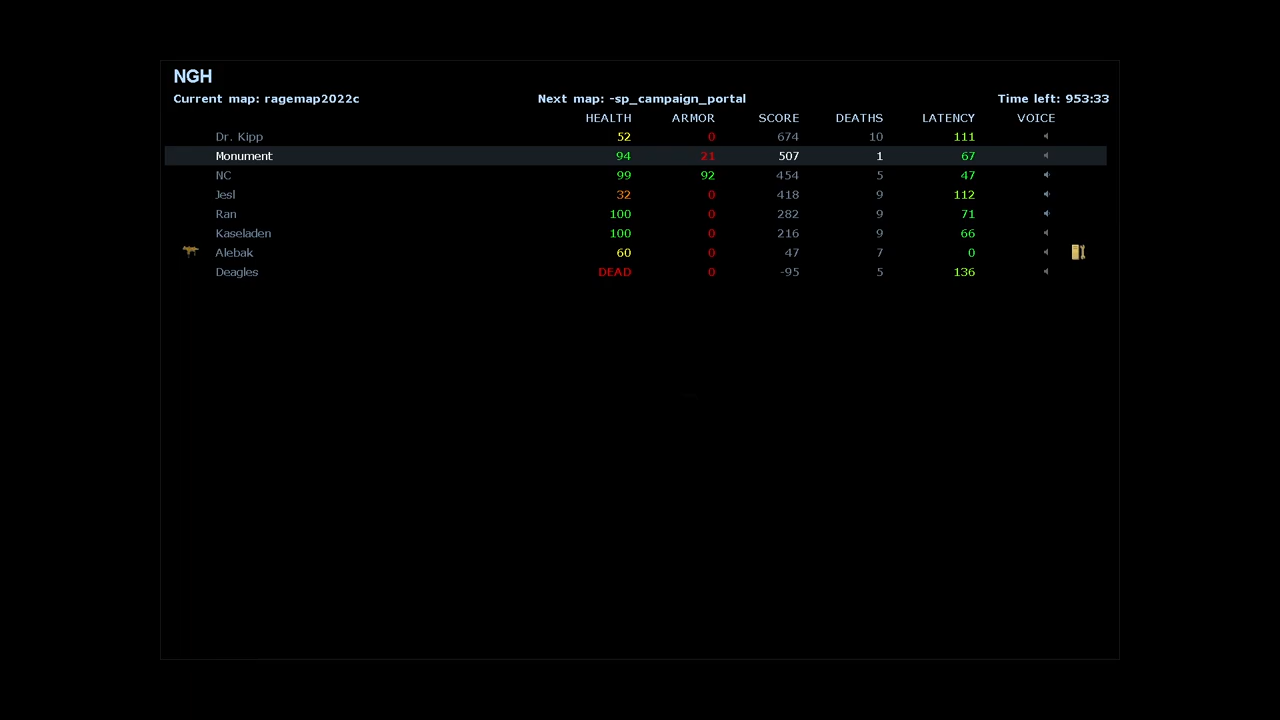 NGH
Current map: ragemap2022c Next map: -sp_campaign_portal Time left: 953:33
HEALTH ARMOR SCORE DEATHS LATENCY VOICE
Dr. Kipp 52 0 674 10 111
Monument 94 21 507 1 67
NC 99 92 454 5 47
Jesl 32 0 418 9 112
Ran 100 0 282 9 71
Kaseladen 100 0 216 9 66
Alebak 60 0 47 7 0
Deagles DEAD 0 -95 5 136